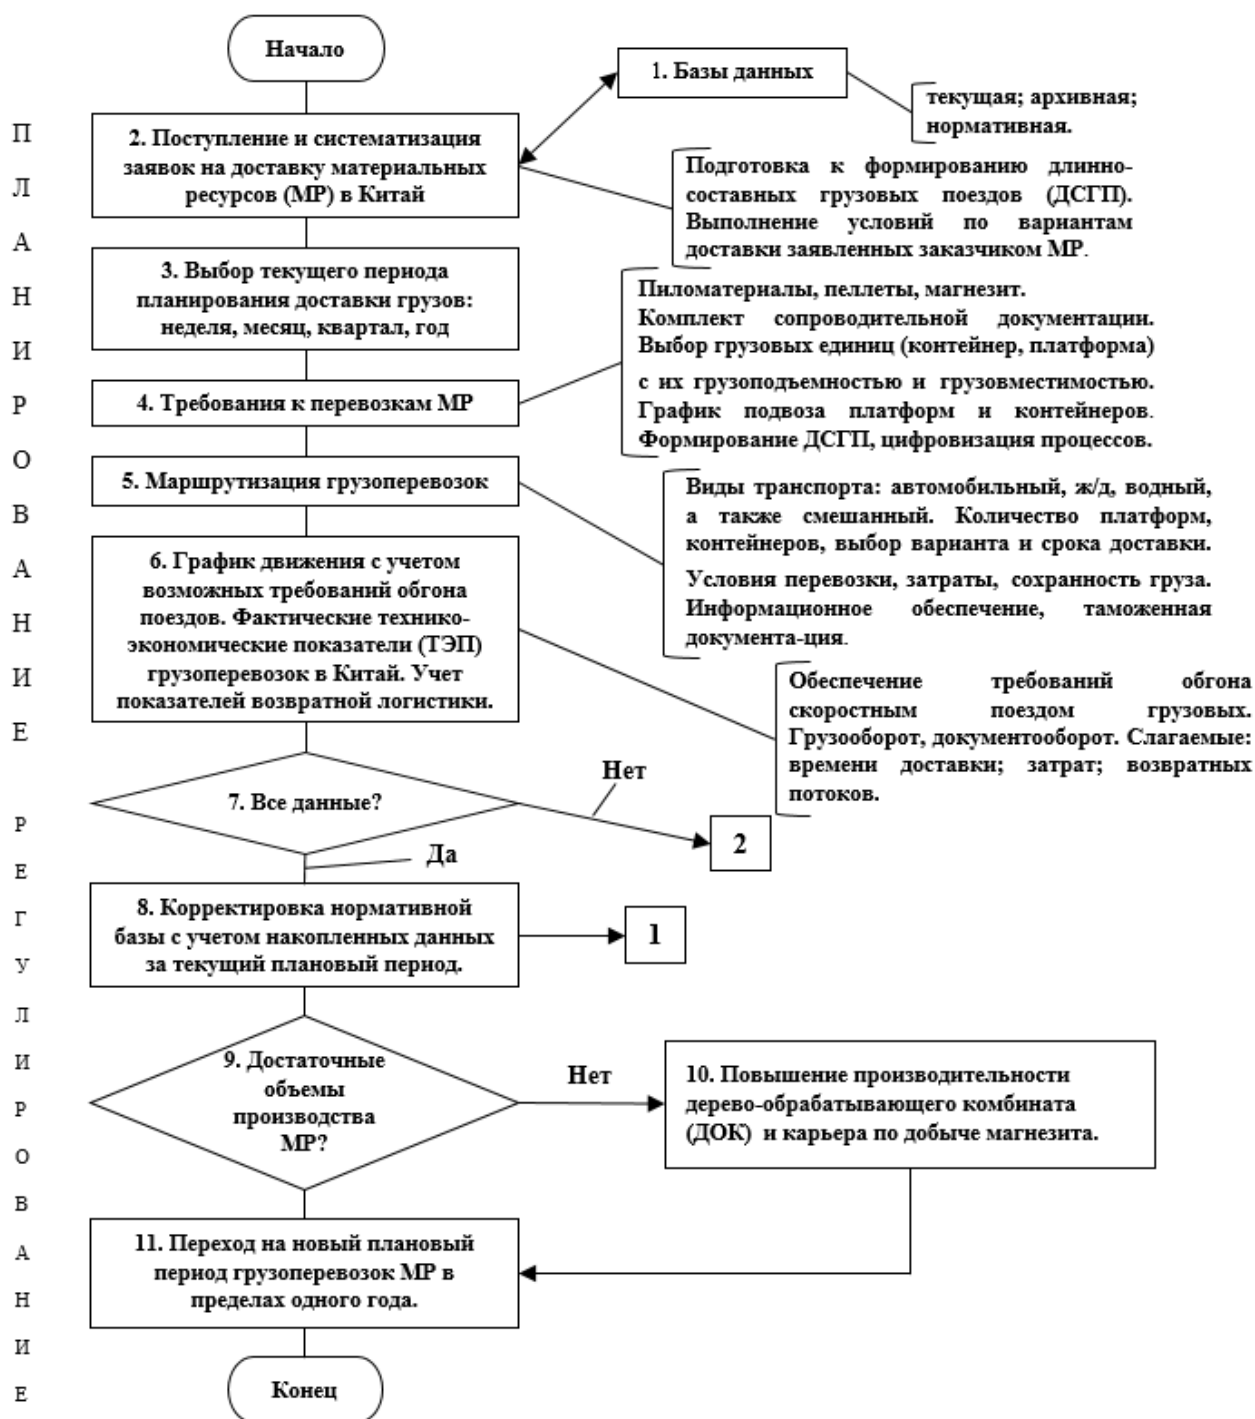 Начало
1. Базы данных
текущая; архивная;
нормативная.
2. Поступление и систематизация
заявок на доставку материальных
ресурсов (МР) в Китай
Подготовка к формированию длинно-
составных грузовых поездов (ДСГП).
Выполнение условий по вариантам
доставки заявленных заказчиком МР.
3. Выбор текущего периода
планирования доставки грузов:
неделя, месяц, квартал, год
Пиломатериалы, пеллеты, магнезит.
Комплект сопроводительной документации.
Выбор грузовых единиц (контейнер, платформа)
с их грузоподъемностью и грузовместимостью.
График подвоза платформ и контейнеров.
Формирование ДСГП, цифровизация процессов.
4. Требования к перевозкам МР
5. Маршрутизация грузоперевозок
Виды транспорта: автомобильный, ж/д, водный,
а также смешанный. Количество платформ,
контейнеров, выбор варианта и срока доставки.
Условия перевозки, затраты, сохранность груза.
Информационное обеспечение, таможенная
документа-ция.
6. График движения с учетом
возможных требований обгона
поездов. Фактические технико-
экономические показатели (ТЭП)
грузоперевозок в Китай. Учет
показателей возвратной логистики.
Обеспечение требований обгона
скоростным поездом грузовых.
Грузооборот, документооборот. Слагаемые:
времени доставки; затрат; возвратных
потоков.
7. Все данные?
Нет
2
Да
8. Корректировка нормативной
базы с учетом накопленных данных
за текущий плановый период.
1
9. Достаточные
объемы
производства
МР?
Нет
10. Повышение производительности
дерево-обрабатывающего комбината
(ДОК) и карьера по добыче магнезита.
11. Переход на новый плановый
период грузоперевозок МР в
пределах одного года.
Конец
П
Л
А
Н
И
Р
О
В
А
Н
И
Е
Р
Е
Г
У
Л
И
Р
О
В
А
Н
И
Е